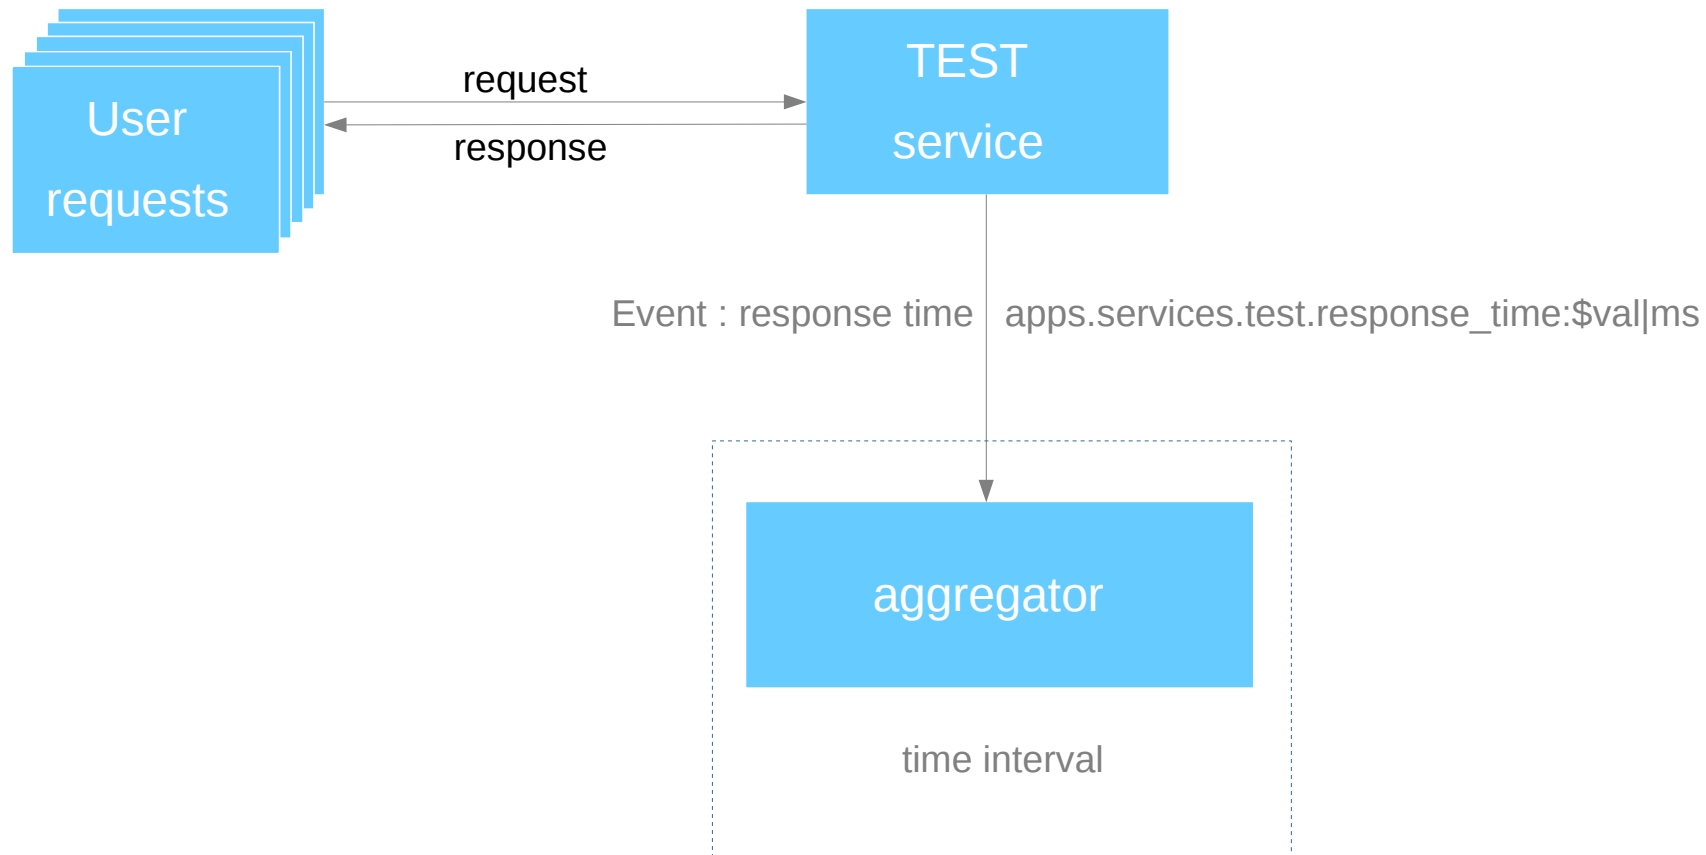 request
TEST
User
service
response
requests
Event : response time
apps.services.test.response_time:$val|ms
aggregator
time interval